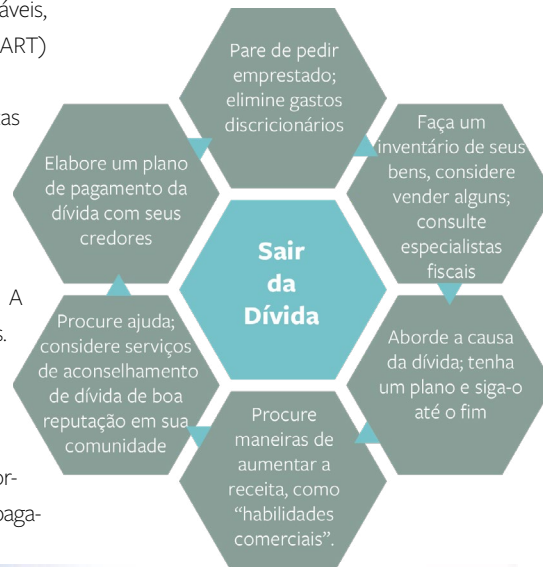 áveis,
ART)
as
A
s.
or-
paga-
Pare de pedir
emprestado;
elimine gastos
discricionários
Faça um
inventário de seus
bens, considere
vender alguns;
consulte
especialistas
fiscais
Aborde a causa
da dívida; tenha
um plano e siga-o
até o fim
Procure
maneiras de
aumentar a
receita, como
“habilidades
comerciais”.
Procure ajuda;
considere serviços
de aconselhamento
de dívida de boa
reputação em sua
comunidade
Elabore um plano
de pagamento da
dívida com seus
credores
Sair
da
Dívida